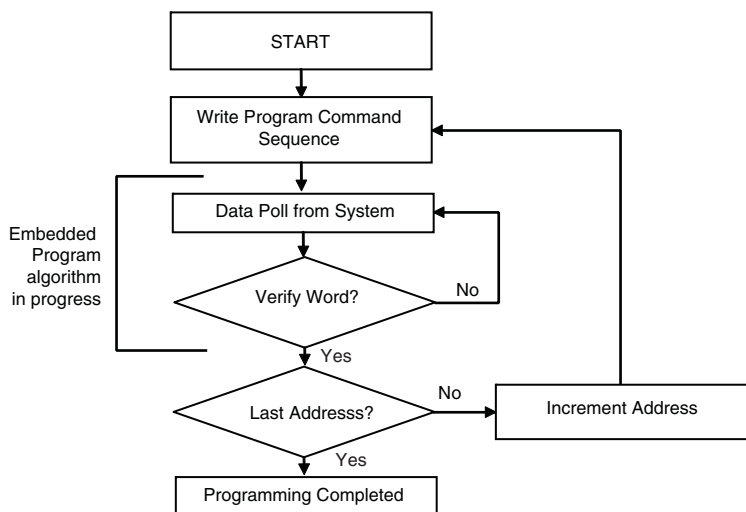 START
Write Program Command
Sequence
Data Poll from System
Embedded
Program
algorithm
in progress
Verify Word?
No
Yes
Last Addresss?
No
Increment Address
Yes
Programming Completed